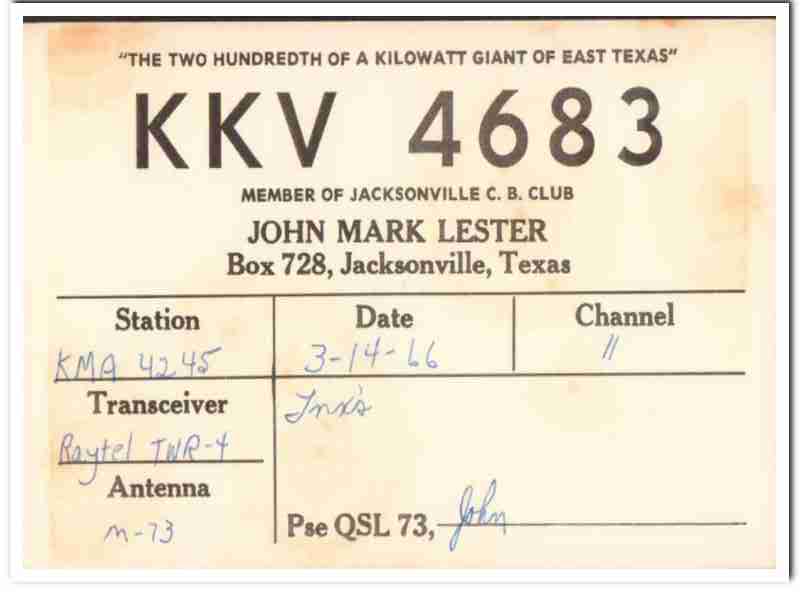 "THE TWO HUNDREDTH OF A KILOWATT GIANT OF EAST TEXAS"
KKV 4683
MEMBER OF JACKSONVILLE C. B. CLUB
JOHN MARK LESTER
Box 728, Jacksonville, Texas
Station Date Channel
KMA 4245 3-14-66 11
Transceiver Tnx's
Raytel TWR-4
Antenna
M-73
Pse QSL 73, John